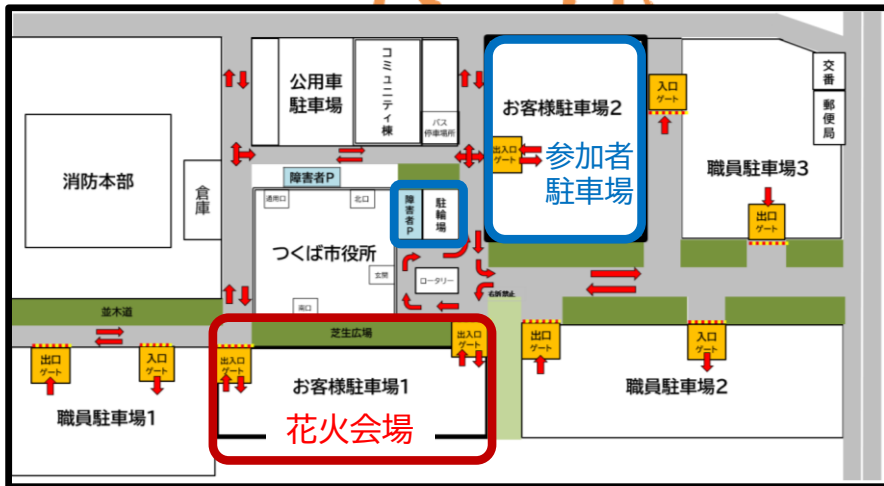 公用車
駐車場
コミュニティ棟
バス
停車場所
お客様駐車場2
出入口
ゲート
参加者
駐車場
入口
ゲート
交番
郵便局
職員駐車場3
出口
ゲート
消防本部
倉庫
障害者P
通用口
北口
つくば市役所
玄関
南口
障害者P
駐輪場
ロータリー
右折禁止
並木道
芝生広場
出口
ゲート
入口
ゲート
職員駐車場1
出入口
ゲート
出入口
ゲート
お客様駐車場1
花火会場
出口
ゲート
入口
ゲート
職員駐車場2